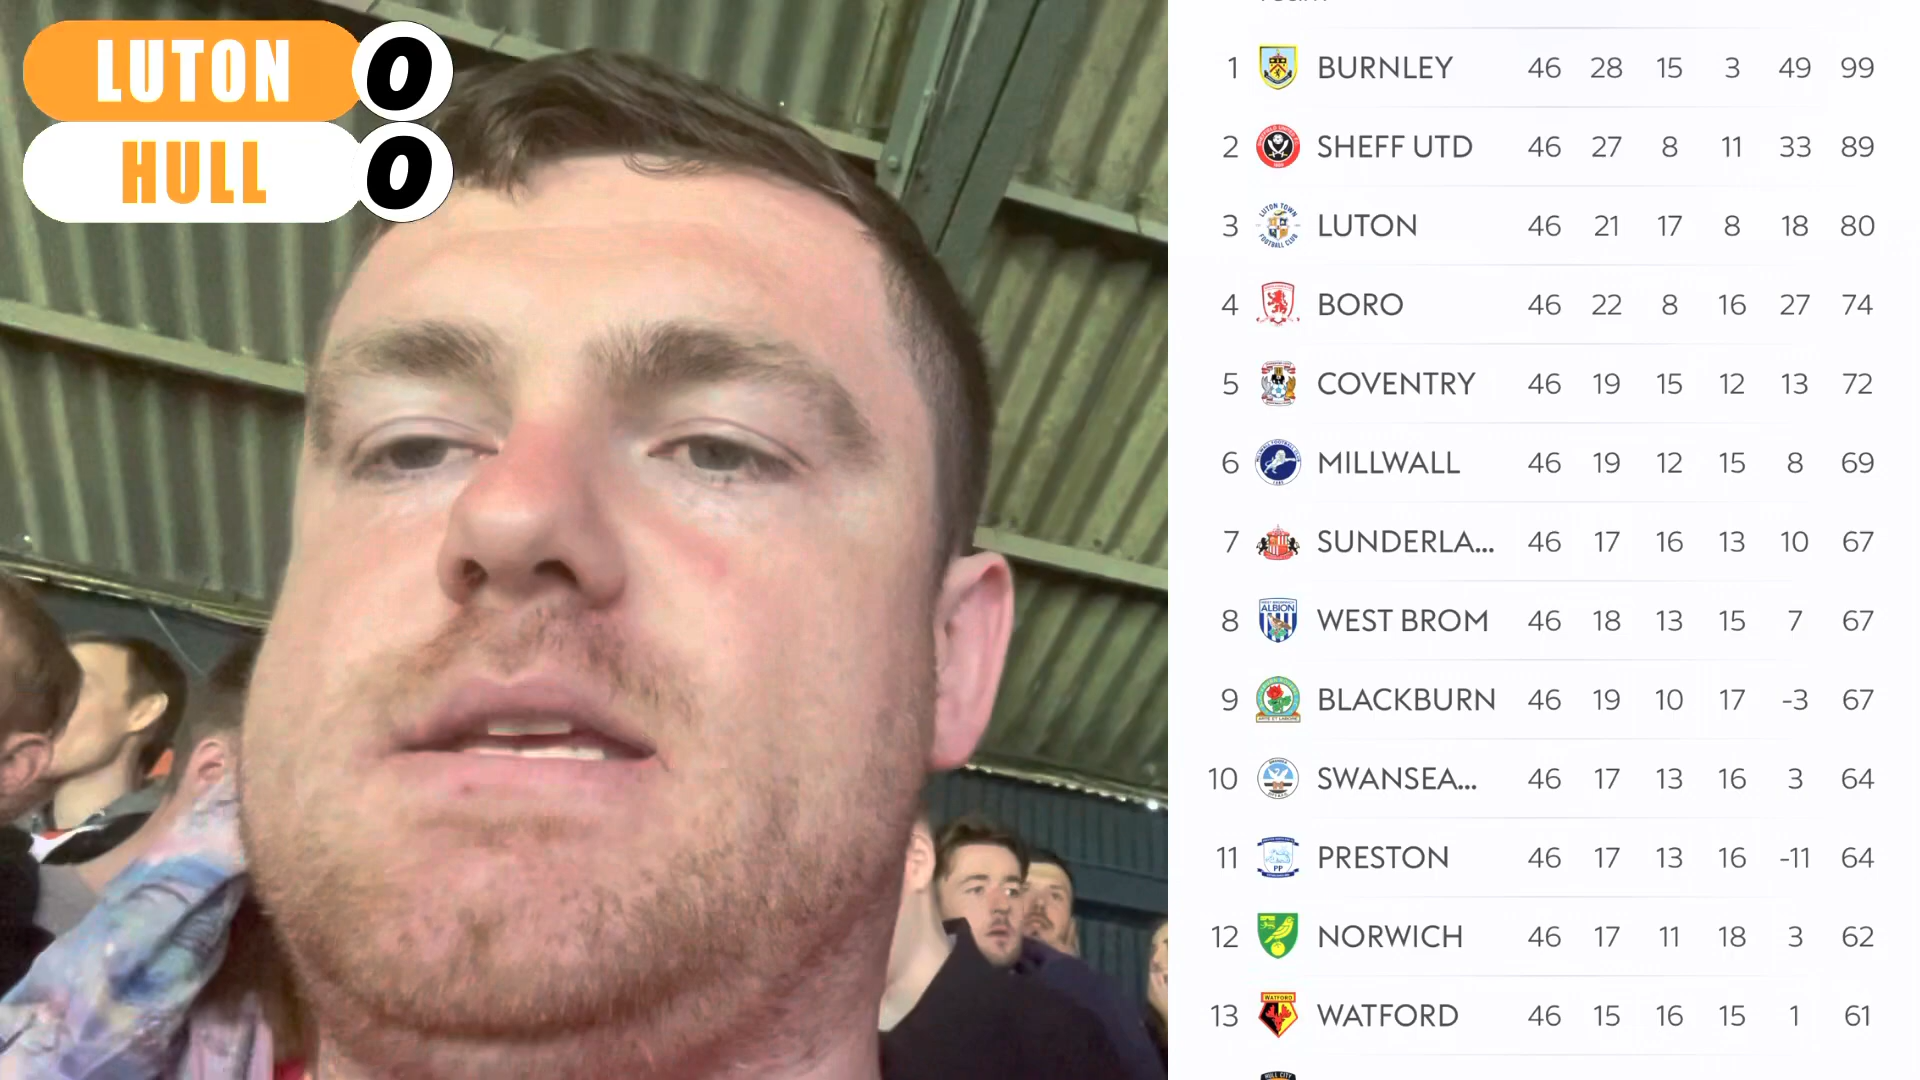 LUTON 0
HULL 0
1 BURNLEY 46 28 15 3 49 99
2 SHEFF UTD 46 27 8 11 33 89
3 LUTON 46 21 17 8 18 80
4 BORO 46 22 8 16 27 74
5 COVENTRY 46 19 15 12 13 72
6 MILLWALL 46 19 12 15 8 69
7 SUNDERLA... 46 17 16 13 10 67
8 ALBION WEST BROM 46 18 13 15 7 67
9 BLACKBURN 46 19 10 17 -3 67
10 SWANSEA... 46 17 13 16 3 64
11 PP PRESTON 46 17 13 16 -11 64
12 NORWICH 46 17 11 18 3 62
13 WATFORD WATFORD 46 15 16 15 1 61
HULL CITY